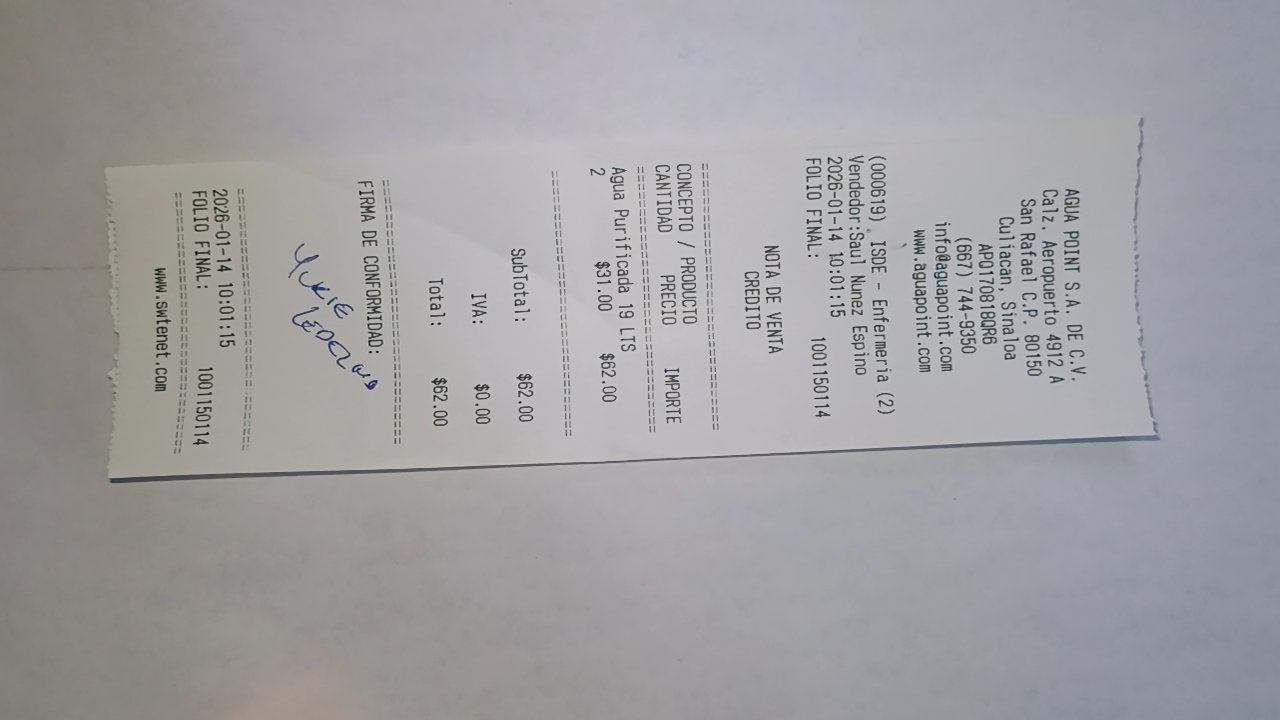 AGUA POINT S.A. DE C.V.
Calz. Aeropuerto 4912 A
San Rafael C.P. 80150
Culiacan, Sinaloa
APO170818QR6
(667) 744-9350
info@aguapoint.com
www.aguapoint.com
(000619) ISDE - Enfermeria (2)
Vendedor:Saul Nunez Espino
2026-01-14 10:01:15
FOLIO FINAL: 1001150114
NOTA DE VENTA
CREDITO
==============================
CONCEPTO / PRODUCTO
CANTIDAD PRECIO IMPORTE
==============================
Agua Purificada 19 LTS
2 $31.00 $62.00
==============================
SubTotal: $62.00
IVA: $0.00
Total: $62.00
==============================
FIRMA DE CONFORMIDAD:
YURIE
==============================
2026-01-14 10:01:15
FOLIO FINAL: 1001150114
==============================
www.swtenet.com